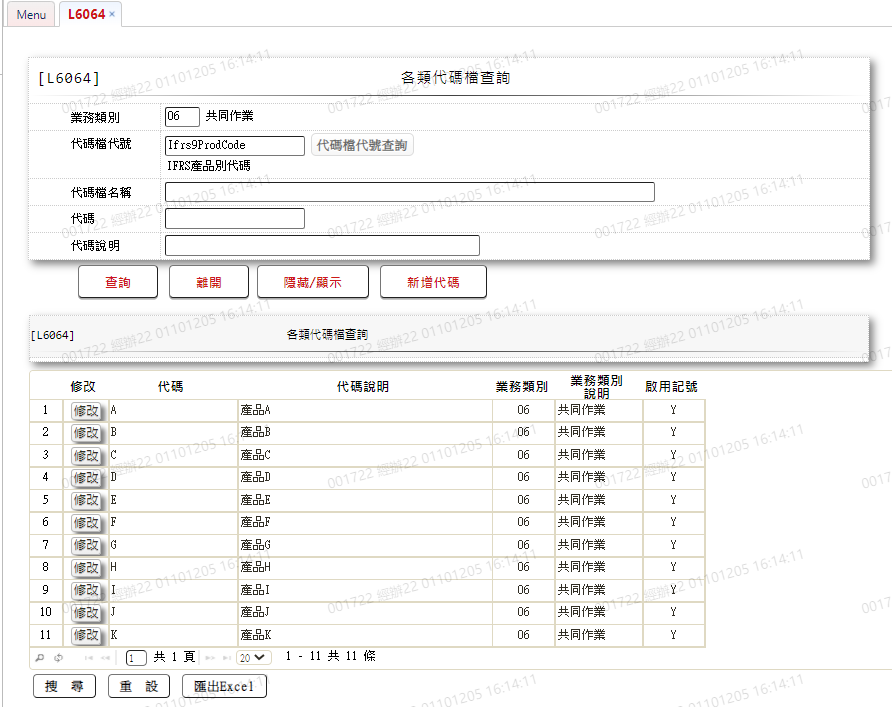 Menu L6064 ×
[L6064] 各類代碼檔查詢
業務類別 06 共同作業
代碼檔代號 Ifrs9ProdCode 代碼檔代號查詢
IFRS產品別代碼
代碼檔名稱
代碼
代碼說明
查詢 離開 隱藏/顯示 新增代碼
[L6064] 各類代碼檔查詢
修改 代碼 代碼說明 業務類別 業務類別說明 啟用記號
1 修改 A 產品A 06 共同作業 Y
2 修改 B 產品B 06 共同作業 Y
3 修改 C 產品C 06 共同作業 Y
4 修改 D 產品D 06 共同作業 Y
5 修改 E 產品E 06 共同作業 Y
6 修改 F 產品F 06 共同作業 Y
7 修改 G 產品G 06 共同作業 Y
8 修改 H 產品H 06 共同作業 Y
9 修改 I 產品I 06 共同作業 Y
10 修改 J 產品J 06 共同作業 Y
11 修改 K 產品K 06 共同作業 Y
1 共 1 頁 20 1 - 11 共 11 條
搜 尋 重 設 匯出Excel
001722 經辦22 01101205 16:14:11